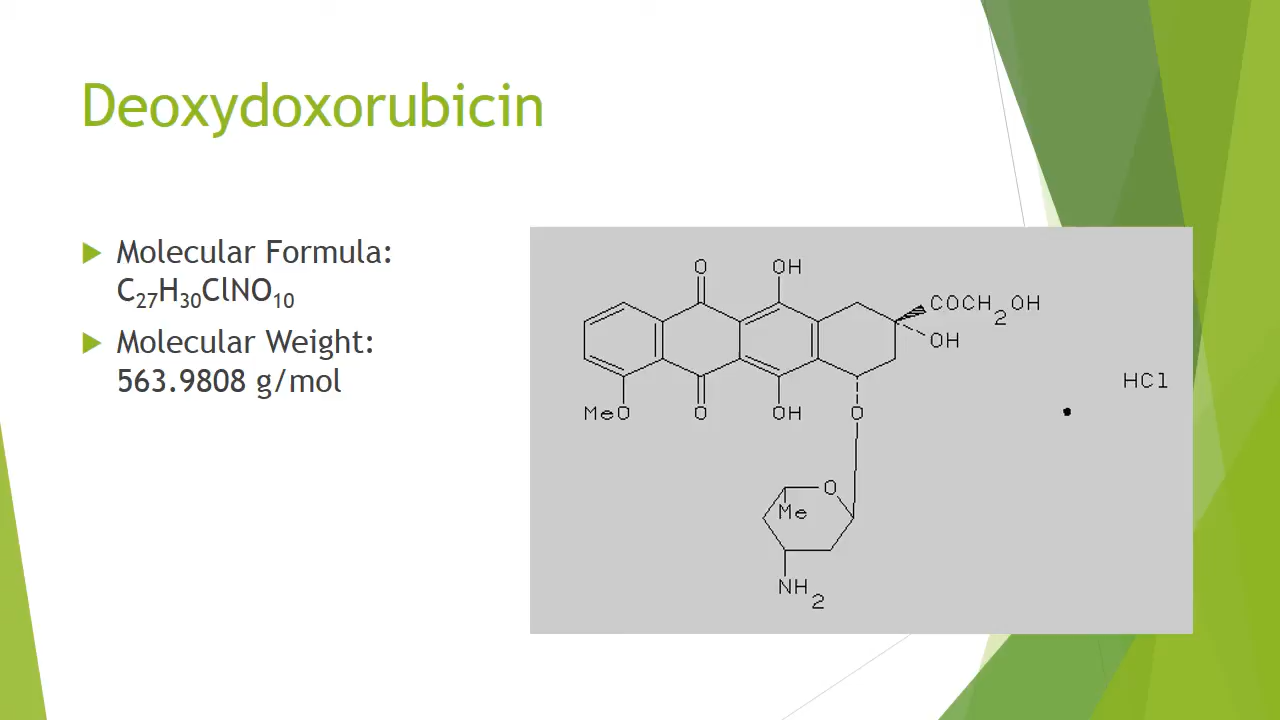 Deoxydoxorubicin
Molecular Formula:
C₂₇H₃₀ClNO₁₀
Molecular Weight:
563.9808 g/mol
O OH
COCH₂OH
OH
HCl
MeO O OH O
O
Me
NH₂